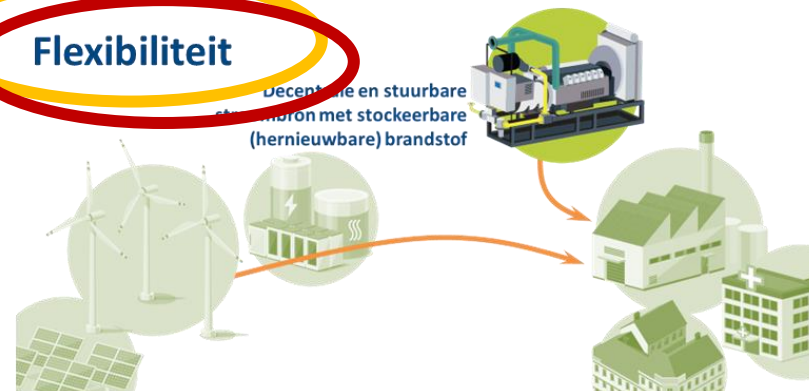 Flexibiliteit
en stuurbare
met stockeerbare
(hernieuwbare) brandstof